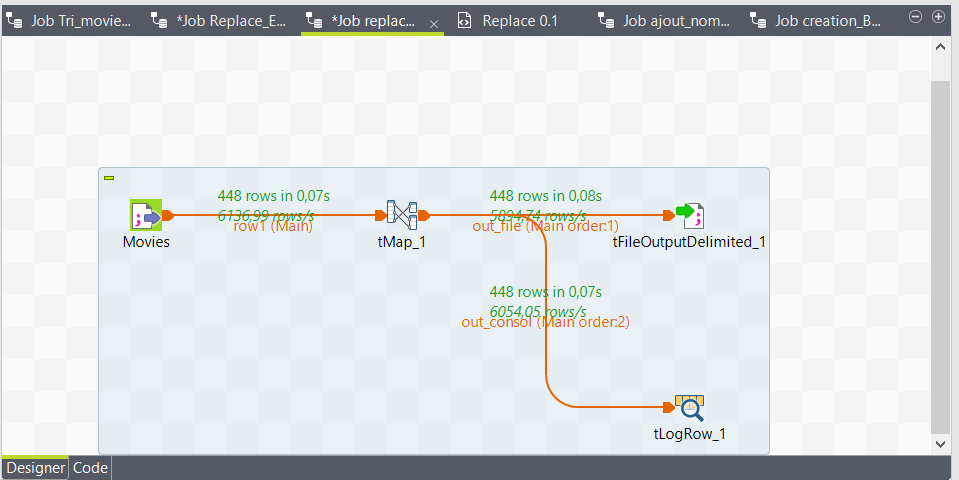 Job Tri_movie...
*Job Replace_E...
*Job replac...
Replace 0.1
Job ajout_nom...
Job creation_B...
448 rows in 0,07s
6136,99 rows/s
row1 (Main)
448 rows in 0,08s
5894,74 rows/s
out_file (Main order:1)
Movies
tMap_1
tFileOutputDelimited_1
448 rows in 0,07s
6054,05 rows/s
out_consol (Main order:2)
tLogRow_1
Designer
Code